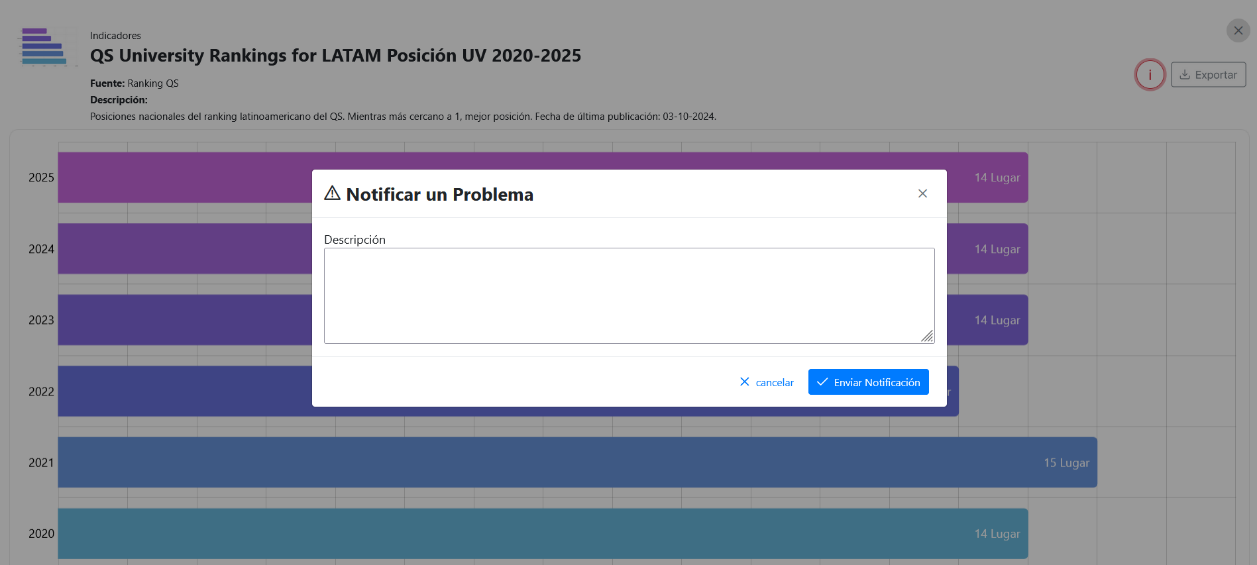 Indicadores
QS University Rankings for LATAM Posición UV 2020-2025
Fuente: Ranking QS
Descripción:
Posiciones nacionales del ranking latinoamericano del QS. Mientras más cercano a 1, mejor posición. Fecha de última publicación: 03-10-2024.
i
Exportar
2025
14 Lugar
Notificar un Problema
Descripción
2024
14 Lugar
2023
14 Lugar
2022
cancelar
Enviar Notificación
2021
15 Lugar
2020
14 Lugar